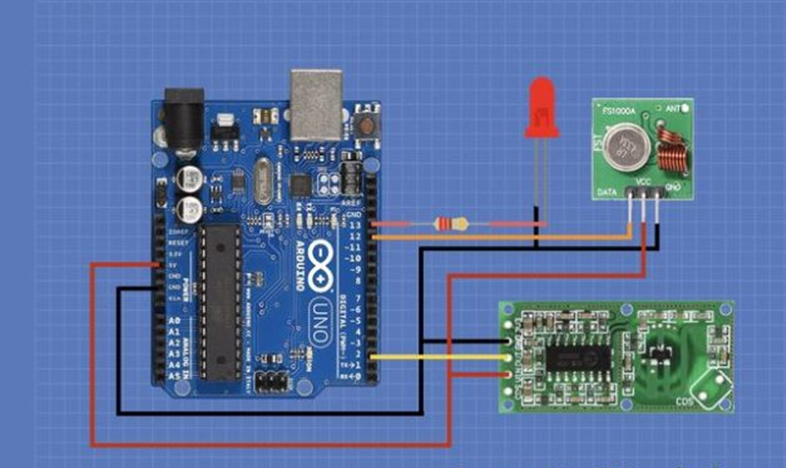 FS1000A
ANT
FST
DATA
VCC
GND
AREF
GND
13
12
~11
~10
~9
8
7
~6
~5
4
~3
2
TX→1
RX←0
DIGITAL (PWM~)
ARDUINO
UNO
IOREF
RESET
3.3V
5V
GND
GND
Vin
POWER
A0
A1
A2
A3
A4
A5
ANALOG IN
CDS